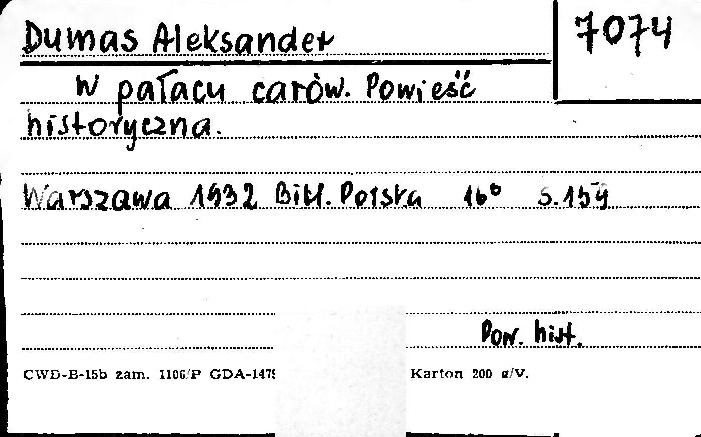 Dumas Aleksander
7074
W pałacu carów. Powieść
historyczna.
Warszawa 1932 Bibl. Polska 16° s. 159
Pow. hist.
CWD-B-15b zam. 1106/P GDA-1479 Karton 200 g/V.